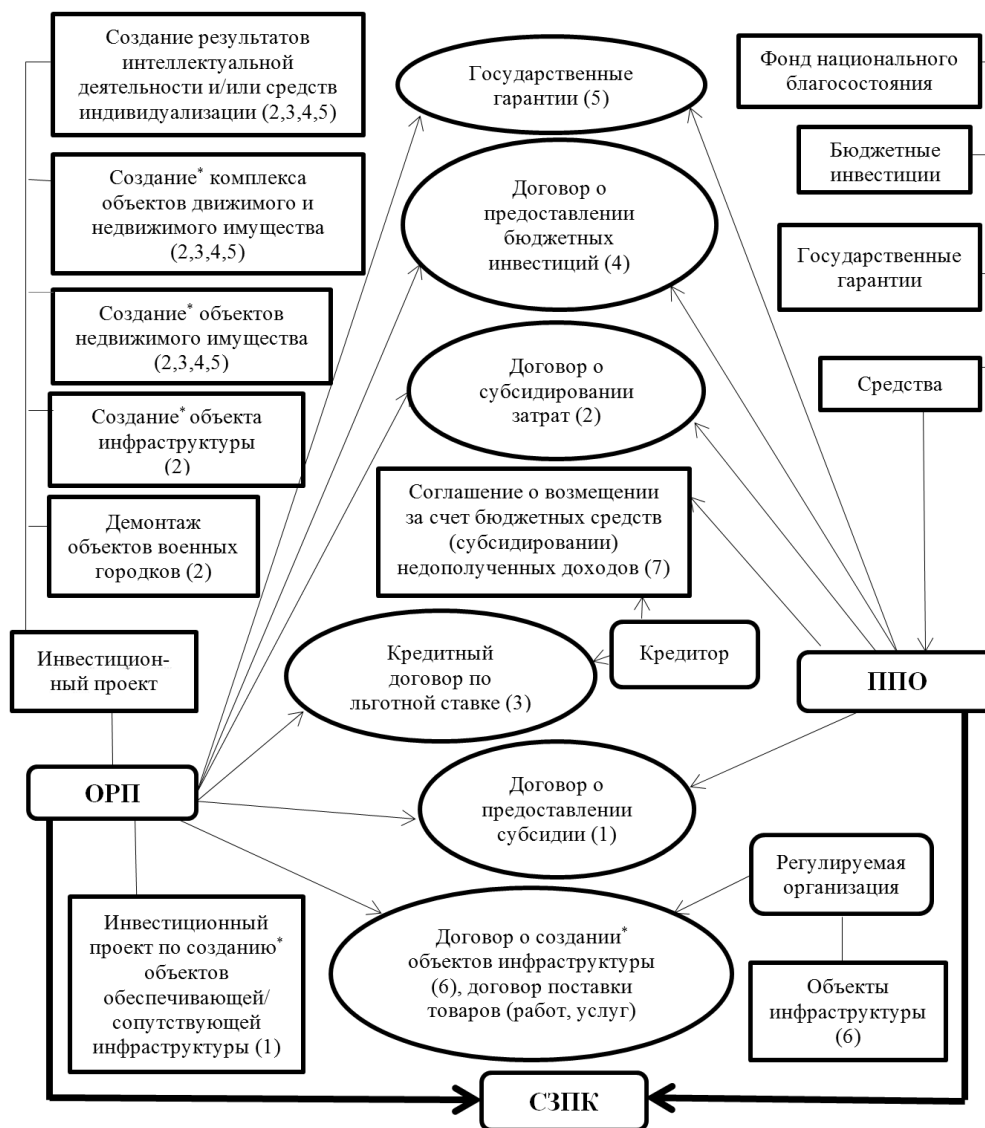 Создание результатов
интеллектуальной
деятельности и/или средств
индивидуализации (2,3,4,5)
Создание* комплекса
объектов движимого и
недвижимого имущества
(2,3,4,5)
Создание* объектов
недвижимого имущества
(2,3,4,5)
Создание* объекта
инфраструктуры
(2)
Демонтаж
объектов военных
городков (2)
Инвестицион-
ный проект
ОРП
Инвестиционный
проект по созданию*
объектов
обеспечивающей/
сопутствующей
инфраструктуры (1)
Государственные
гарантии (5)
Договор о
предоставлении
бюджетных
инвестиций (4)
Договор о
субсидировании
затрат (2)
Соглашение о возмещении
за счет бюджетных средств
(субсидировании)
недополученных доходов (7)
Кредитный
договор по
льготной ставке (3)
Кредитор
Договор о
предоставлении
субсидии (1)
Договор о создании*
объектов инфраструктуры
(6), договор поставки
товаров (работ, услуг)
Фонд национального
благосостояния
Бюджетные
инвестиции
Государственные
гарантии
Средства
ППО
Регулируемая
организация
Объекты
инфраструктуры
(6)
СЗПК